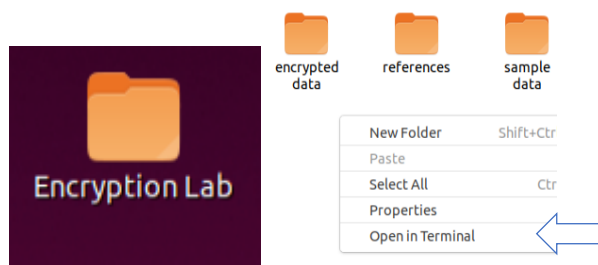 Encryption Lab
encrypted
data
references
sample
data
New Folder Shift+Ctr
Paste
Select All Ctr
Properties
Open in Terminal